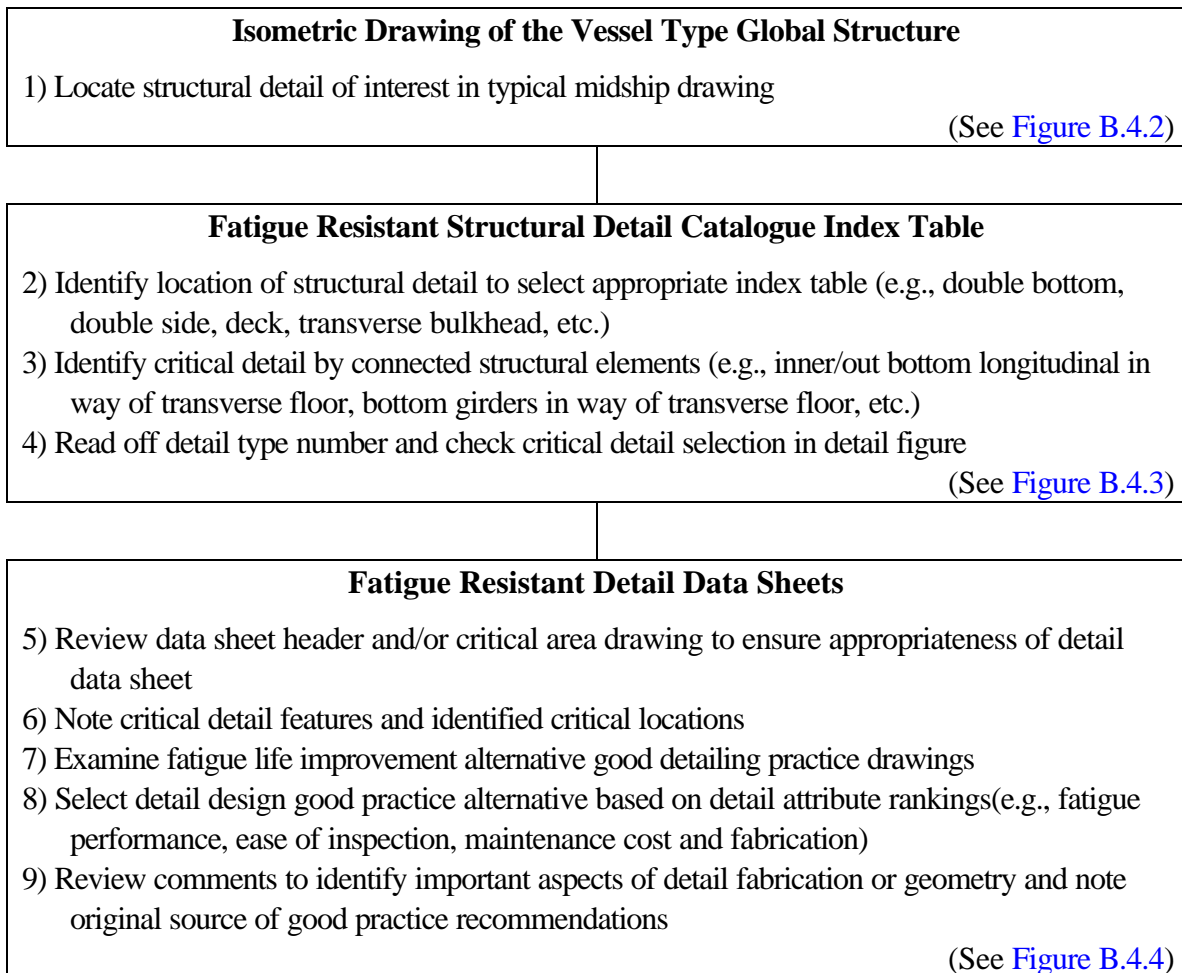 Isometric Drawing of the Vessel Type Global Structure
1) Locate structural detail of interest in typical midship drawing
(See Figure B.4.2)
Fatigue Resistant Structural Detail Catalogue Index Table
2) Identify location of structural detail to select appropriate index table (e.g., double bottom,
double side, deck, transverse bulkhead, etc.)
3) Identify critical detail by connected structural elements (e.g., inner/out bottom longitudinal in
way of transverse floor, bottom girders in way of transverse floor, etc.)
4) Read off detail type number and check critical detail selection in detail figure
(See Figure B.4.3)
Fatigue Resistant Detail Data Sheets
5) Review data sheet header and/or critical area drawing to ensure appropriateness of detail
data sheet
6) Note critical detail features and identified critical locations
7) Examine fatigue life improvement alternative good detailing practice drawings
8) Select detail design good practice alternative based on detail attribute rankings(e.g., fatigue
performance, ease of inspection, maintenance cost and fabrication)
9) Review comments to identify important aspects of detail fabrication or geometry and note
original source of good practice recommendations
(See Figure B.4.4)